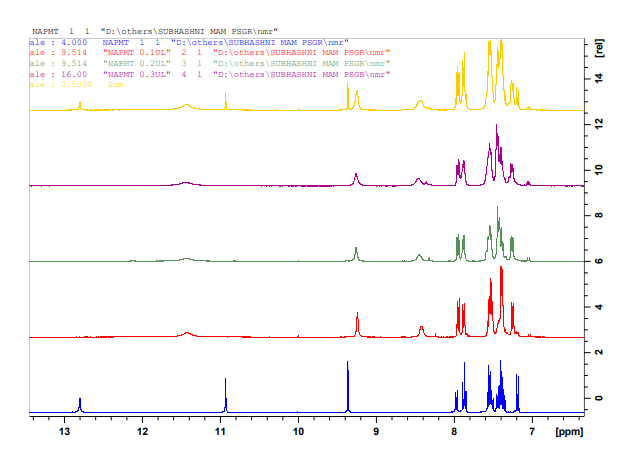 NAPMT 1 1 "D:\others\SUBHASHNI MAM PSGR\nmr"
ale : 4.000 NAPMT 1 1 "D:\others\SUBHASHNI MAM PSGR\nmr"
ale : 9.514 "NAPMT 0.1UL" 2 1 "D:\others\SUBHASHNI MAM PSGR\nmr"
ale : 9.514 "NAPMT 0.2UL" 3 1 "D:\others\SUBHASHNI MAM PSGR\nmr"
ale : 16.00 "NAPMT 0.3UL" 4 1 "D:\others\SUBHASHNI MAM PSGR\nmr"
ale : 0.5000 Sum
[rel]
14
12
10
8
6
4
2
0
13 12 11 10 9 8 7 [ppm]